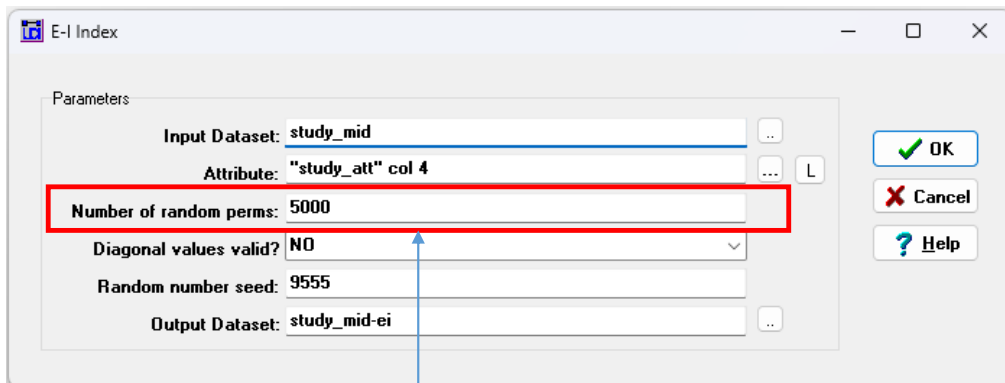 E-I Index
Parameters
Input Dataset: study_mid ..
Attribute: "study_att" col 4 ... L
Number of random perms: 5000
Diagonal values valid? NO
Random number seed: 9555
Output Dataset: study_mid-ei ..
OK
Cancel
Help